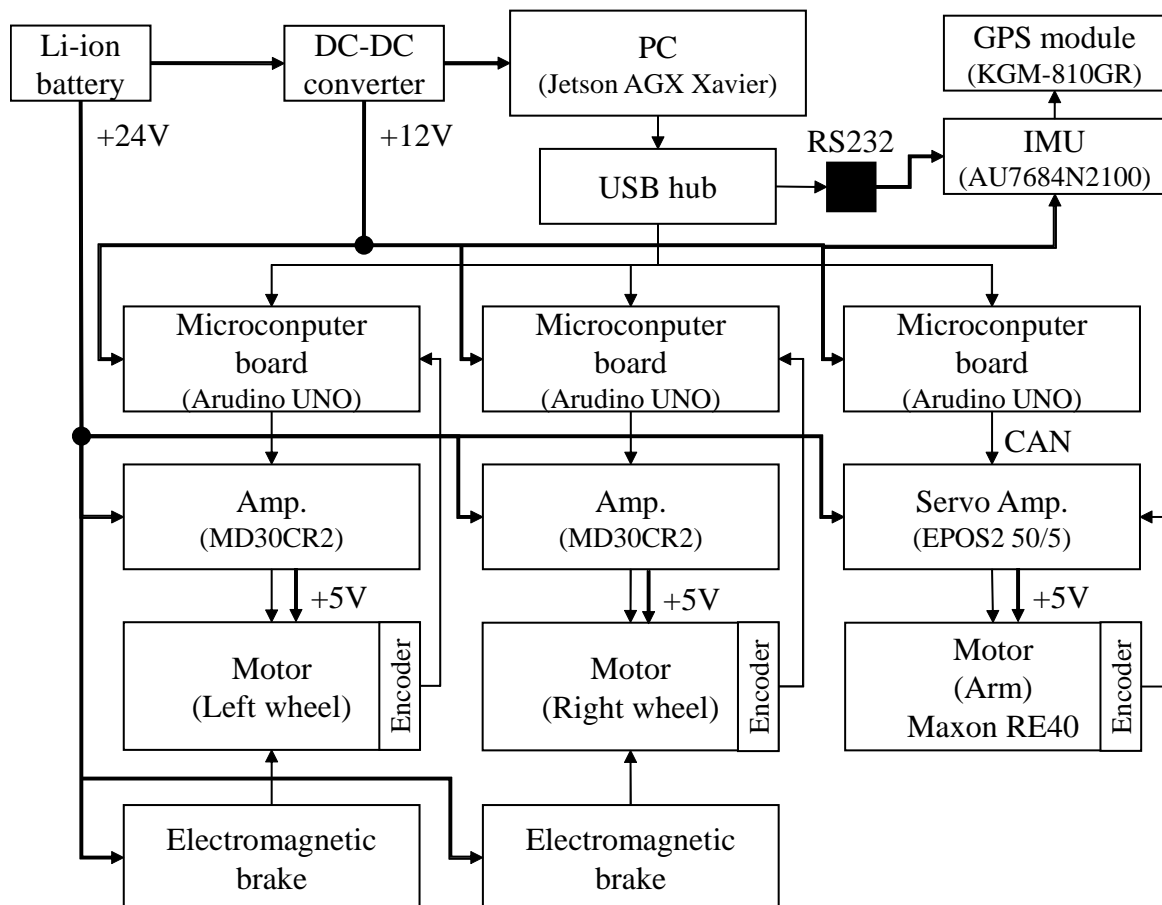 Li-ion
battery
DC-DC
converter
PC
(Jetson AGX Xavier)
GPS module
(KGM-810GR)
+24V
+12V
RS232
IMU
(AU7684N2100)
USB hub
Microconputer
board
(Arudino UNO)
Microconputer
board
(Arudino UNO)
Microconputer
board
(Arudino UNO)
CAN
Amp.
(MD30CR2)
Amp.
(MD30CR2)
Servo Amp.
(EPOS2 50/5)
+5V
+5V
+5V
Motor
(Left wheel)
Encoder
Motor
(Right wheel)
Encoder
Motor
(Arm)
Maxon RE40
Encoder
Electromagnetic
brake
Electromagnetic
brake